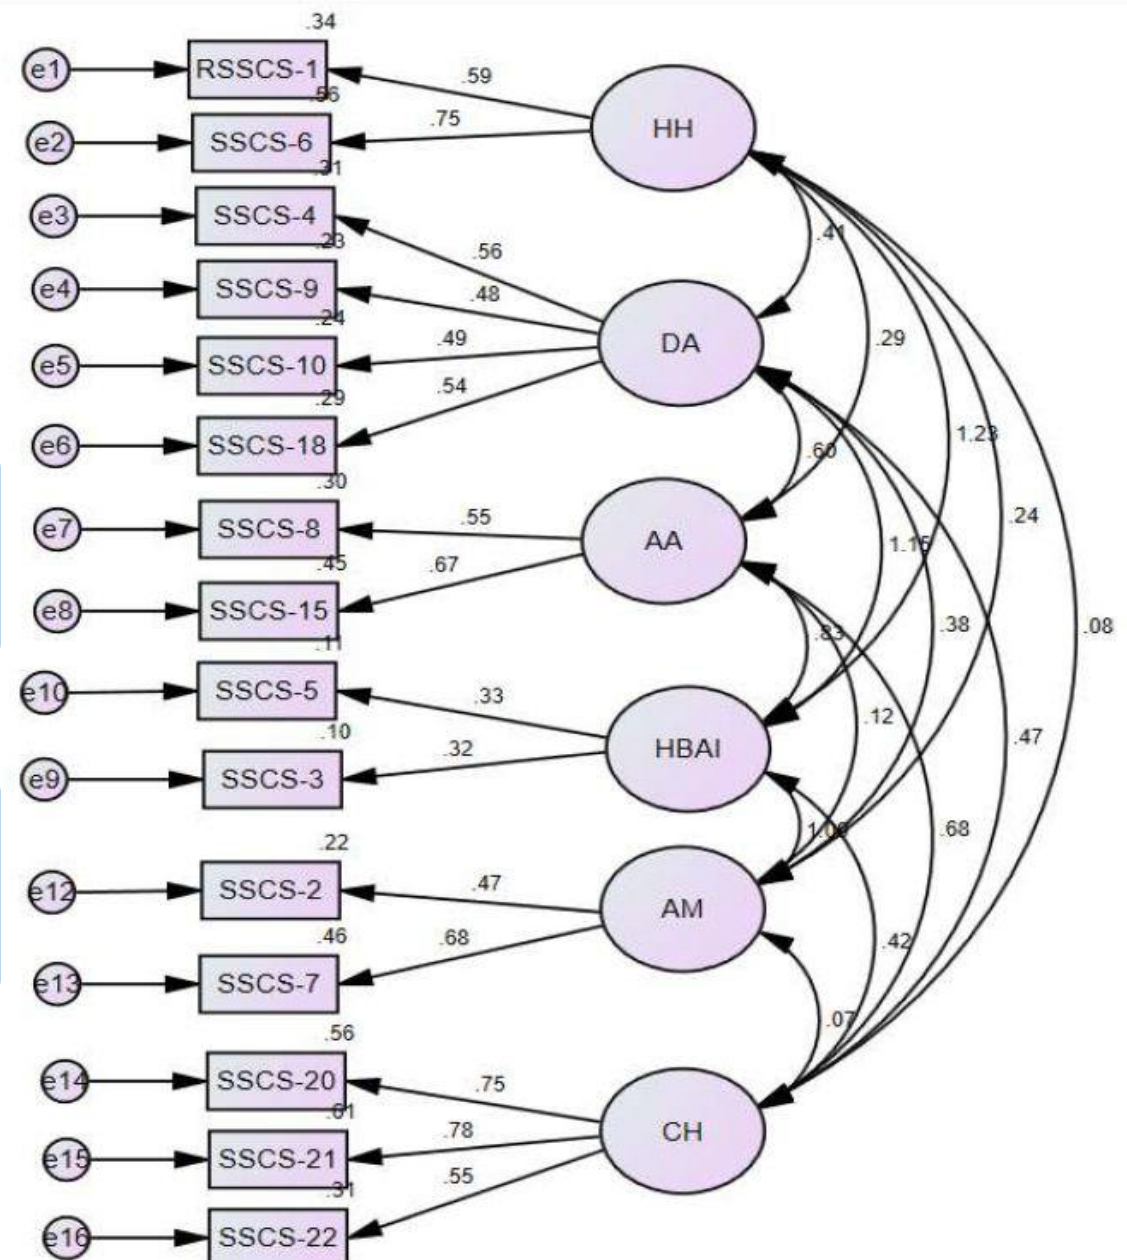 .34
e1 RSSCS-1 .59 HH
.56
e2 SSCS-6 .75
.31
e3 SSCS-4 .56 .41
.23
e4 SSCS-9 .48
.24
e5 SSCS-10 .49 DA .29
.29
e6 SSCS-18 .54 .60 1.23
.30
e7 SSCS-8 .55 AA .24
.45
e8 SSCS-15 .67 .83 .38 .08
.11
e10 SSCS-5 .33 .12
.10
e9 SSCS-3 .32 HBAI .47
.22
e12 SSCS-2 .47 AM .68
.46
e13 SSCS-7 .68 .42
.07
.56
e14 SSCS-20 .75
.61
e15 SSCS-21 .78 CH
.31
e16 SSCS-22 .55